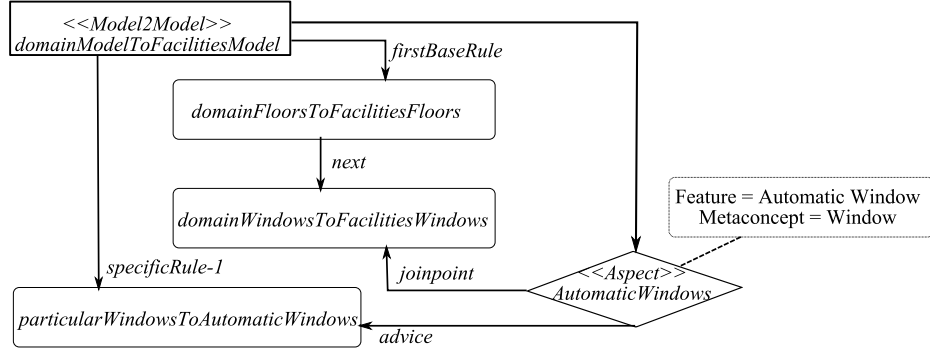 <<Model2Model>>
domainModelToFacilitiesModel
firstBaseRule
domainFloorsToFacilitiesFloors
next
domainWindowsToFacilitiesWindows
Feature = Automatic Window
Metaconcept = Window
specificRule-1
joinpoint
<<Aspect>>
AutomaticWindows
particularWindowsToAutomaticWindows
advice